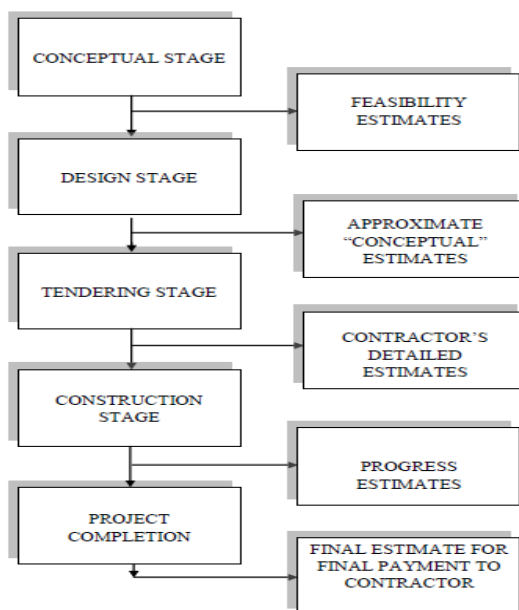 CONCEPTUAL STAGE
FEASIBILITY
ESTIMATES
DESIGN STAGE
APPROXIMATE
“CONCEPTUAL”
ESTIMATES
TENDERING STAGE
CONTRACTOR’S
DETAILED
ESTIMATES
CONSTRUCTION
STAGE
PROGRESS
ESTIMATES
PROJECT
COMPLETION
FINAL ESTIMATE FOR
FINAL PAYMENT TO
CONTRACTOR